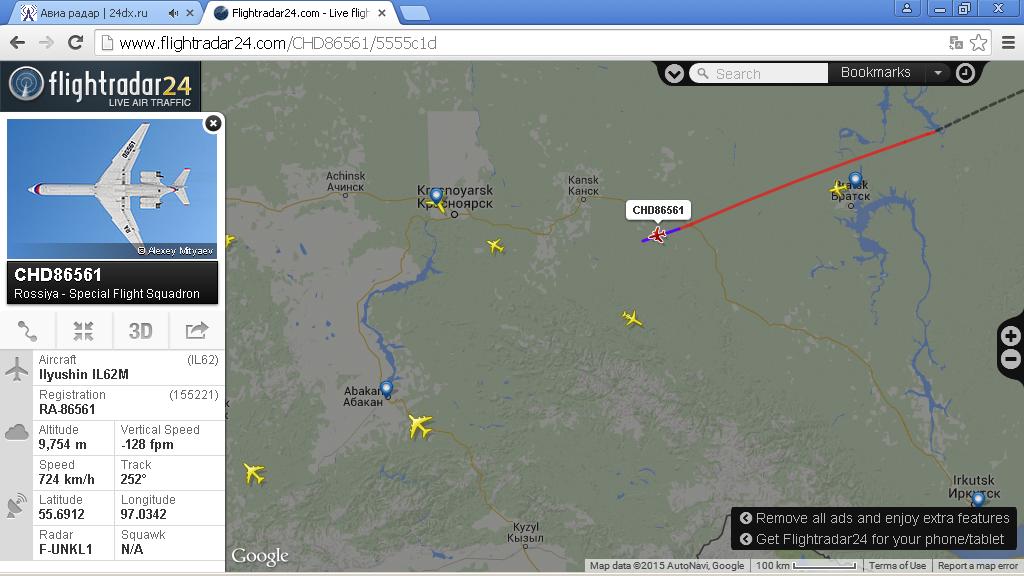 Авиа радар | 24dx.ru
Flightradar24.com - Live fligh
www.flightradar24.com/CHD86561/5555c1d
flightradar24
LIVE AIR TRAFFIC
Search
Bookmarks
86561
© Alexey Mityaev
CHD86561
Rossiya - Special Flight Squadron
3D
Aircraft (IL62)
Ilyushin IL62M
Registration (155221)
RA-86561
Altitude Vertical Speed
9,754 m -128 fpm
Speed Track
724 km/h 252°
Latitude Longitude
55.6912 97.0342
Radar Squawk
F-UNKL1 N/A
Achinsk
Ачинск
Krasnoyarsk
Красноярск
Kansk
Канск
CHD86561
Bratsk
Братск
Abakan
Абакан
Kyzyl
Кызыл
Irkutsk
Иркутск
Remove all ads and enjoy extra features
Get Flightradar24 for your phone/tablet
Google
Map data ©2015 AutoNavi, Google 100 km Terms of Use Report a map error